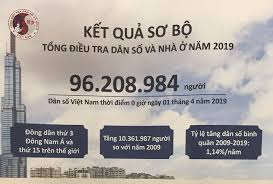 KẾT QUẢ SƠ BỘ
TỔNG ĐIỀU TRA DÂN SỐ VÀ NHÀ Ở NĂM 2019
96.208.984 người
Dân số Việt Nam thời điểm 0 giờ ngày 01 tháng 4 năm 2019
Đông dân thứ 3
Đông Nam Á và
thứ 15 trên thế giới
Tăng 10.361.987 người
so với năm 2009
Tỷ lệ tăng dân số bình
quân 2009-2019:
1,14%/năm